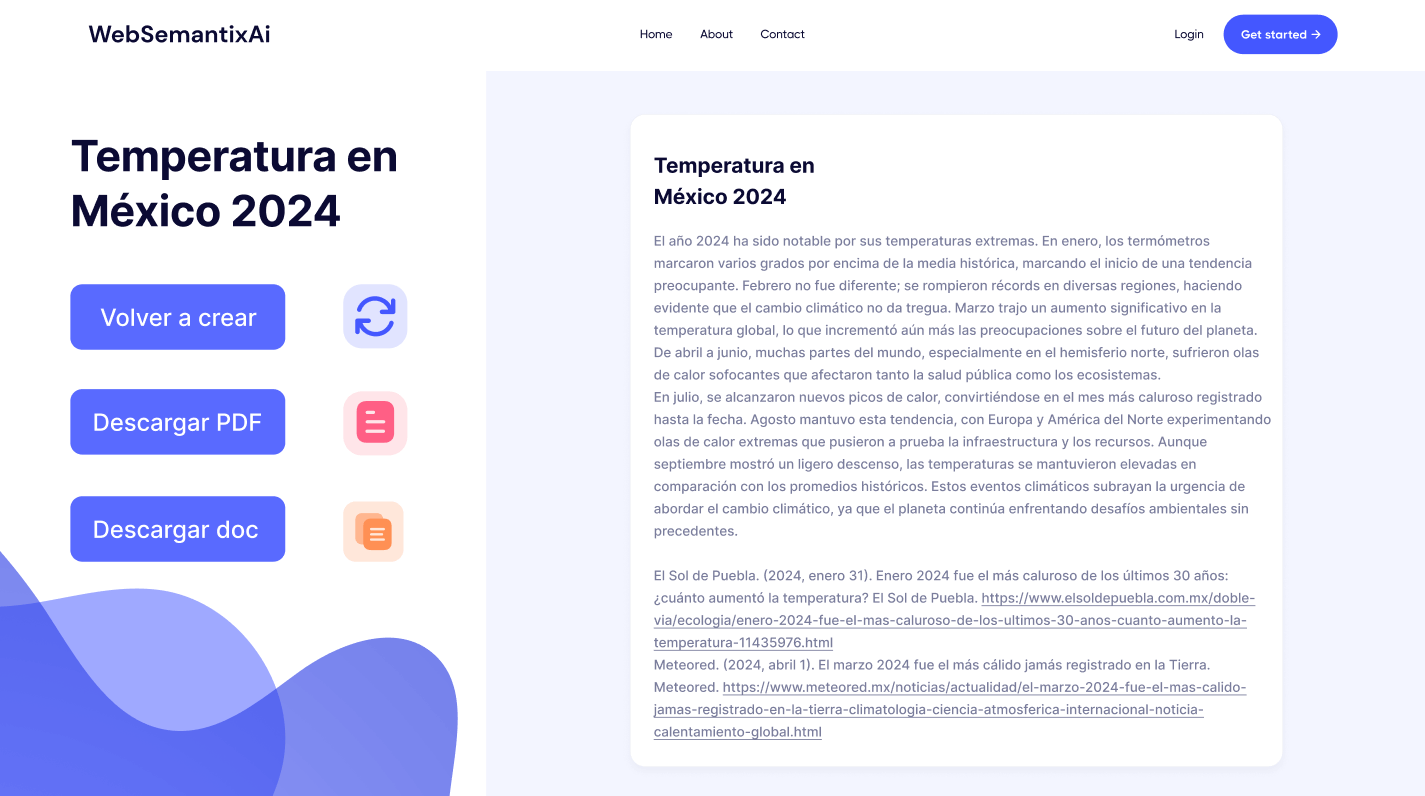 WebSemantixAi
Home
About
Contact
Login
Get started →
Temperatura en
México 2024
Volver a crear
Descargar PDF
Descargar doc
Temperatura en
México 2024
El año 2024 ha sido notable por sus temperaturas extremas. En enero, los termómetros
marcaron varios grados por encima de la media histórica, marcando el inicio de una tendencia
preocupante. Febrero no fue diferente; se rompieron récords en diversas regiones, haciendo
evidente que el cambio climático no da tregua. Marzo trajo un aumento significativo en la
temperatura global, lo que incrementó aún más las preocupaciones sobre el futuro del planeta.
De abril a junio, muchas partes del mundo, especialmente en el hemisferio norte, sufrieron olas
de calor sofocantes que afectaron tanto la salud pública como los ecosistemas.
En julio, se alcanzaron nuevos picos de calor, convirtiéndose en el mes más caluroso registrado
hasta la fecha. Agosto mantuvo esta tendencia, con Europa y América del Norte experimentando
olas de calor extremas que pusieron a prueba la infraestructura y los recursos. Aunque
septiembre mostró un ligero descenso, las temperaturas se mantuvieron elevadas en
comparación con los promedios históricos. Estos eventos climáticos subrayan la urgencia de
abordar el cambio climático, ya que el planeta continúa enfrentando desafíos ambientales sin
precedentes.
El Sol de Puebla. (2024, enero 31). Enero 2024 fue el más caluroso de los últimos 30 años:
¿cuánto aumentó la temperatura? El Sol de Puebla. https://www.elsoldepuebla.com.mx/doble-
via/ecologia/enero-2024-fue-el-mas-caluroso-de-los-ultimos-30-anos-cuanto-aumento-la-
temperatura-11435976.html
Meteored. (2024, abril 1). El marzo 2024 fue el más cálido jamás registrado en la Tierra.
Meteored. https://www.meteored.mx/noticias/actualidad/el-marzo-2024-fue-el-mas-calido-
jamas-registrado-en-la-tierra-climatologia-ciencia-atmosferica-internacional-noticia-
calentamiento-global.html